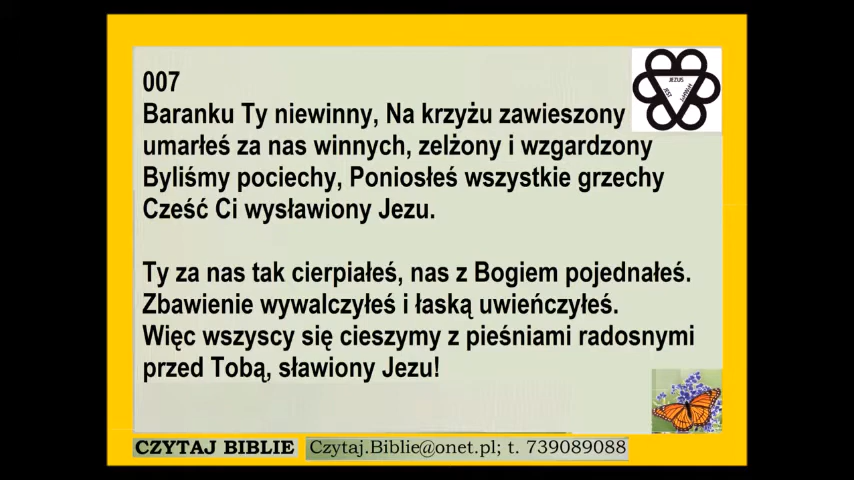 007
Baranku Ty niewinny, Na krzyżu zawieszony
umarłeś za nas winnych, zelżony i wzgardzony
Byliśmy pociechy, Poniosłeś wszystkie grzechy
Cześć Ci wysławiony Jezu.
Ty za nas tak cierpiałeś, nas z Bogiem pojednałeś.
Zbawienie wywalczyłeś i łaską uwieńczyłeś.
Więc wszyscy się cieszymy z pieśniami radosnymi
przed Tobą, sławiony Jezu!
JEZUS
JEST
CZYTAJ BIBLIE
Czytaj.Biblie@onet.pl; t. 739089088